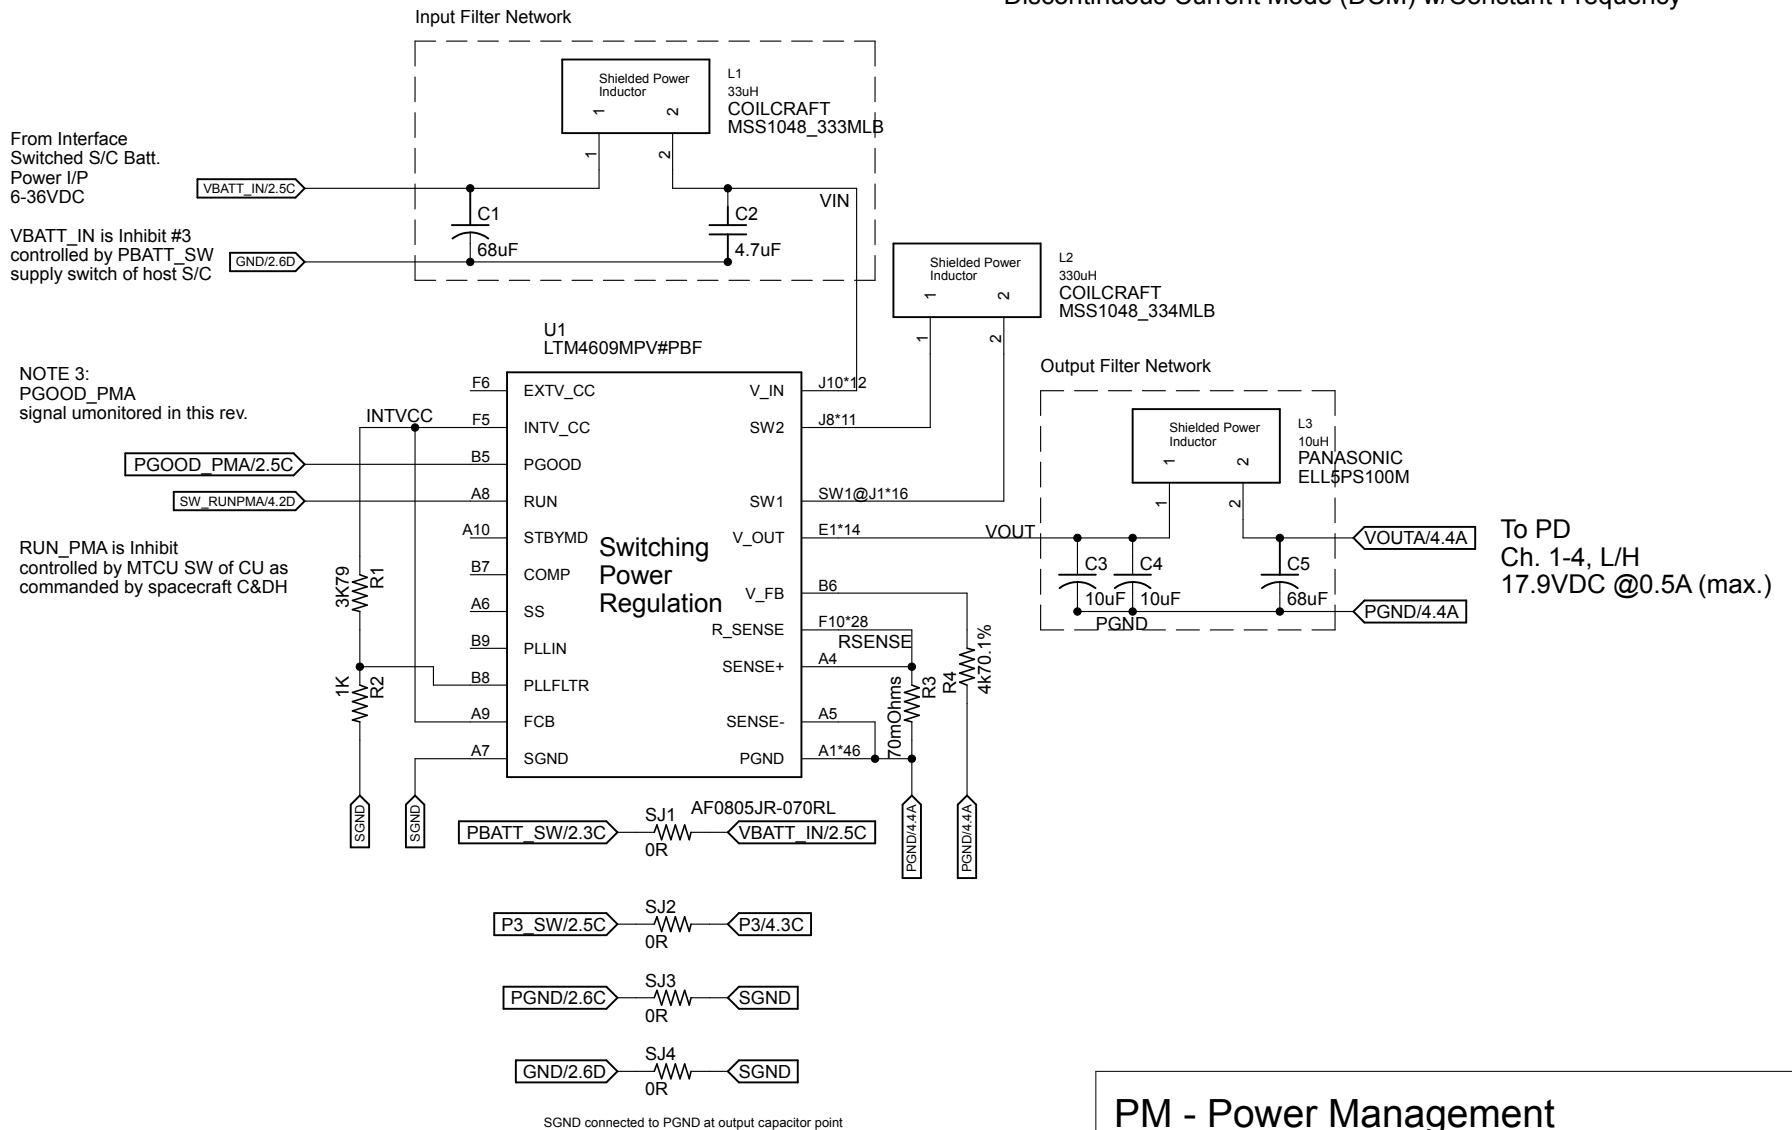 Discontinuous Current Mode (DCM) w/Constant Frequency
Input Filter Network
Shielded Power
Inductor
1
2
L1
33uH
COILCRAFT
MSS1048_333MLB
1
2
From Interface
Switched S/C Batt.
Power I/P
6-36VDC
VBATT_IN/2.5C
VIN
C1
68uF
C2
4.7uF
VBATT_IN is Inhibit #3
controlled by PBATT_SW
supply switch of host S/C
GND/2.6D
Shielded Power
Inductor
1
2
L2
330uH
COILCRAFT
MSS1048_334MLB
1
2
U1
LTM4609MPV#PBF
Output Filter Network
NOTE 3:
PGOOD_PMA
signal umonitored in this rev.
F6
EXTV_CC
V_IN
J10*12
INTVCC
F5
INTV_CC
SW2
J8*11
PGOOD_PMA/2.5C
B5
PGOOD
SW_RUNPMA/4.2D
A8
RUN
SW1
SW1@J1*16
A10
STBYMD
V_OUT
E1*14
VOUT
B7
COMP
V_FB
B6
A6
SS
R_SENSE
F10*28
RSENSE
B9
PLLIN
SENSE+
A4
B8
PLLFLTR
A9
FCB
SENSE-
A5
A7
SGND
PGND
A1*46
Switching
Power
Regulation
RUN_PMA is Inhibit
controlled by MTCU SW of CU as
commanded by spacecraft C&DH
3K79
R1
1K
R2
SGND
SGND
70mOhms
R3
R4
4k70.1%
PGND/4.4A
PGND/4.4A
Shielded Power
Inductor
1
2
L3
10uH
PANASONIC
ELL5PS100M
1
2
C3
10uF
C4
10uF
C5
68uF
PGND
VOUTA/4.4A
PGND/4.4A
To PD
Ch. 1-4, L/H
17.9VDC @0.5A (max.)
SJ1
AF0805JR-070RL
PBATT_SW/2.3C
VBATT_IN/2.5C
0R
SJ2
P3_SW/2.5C
P3/4.3C
0R
SJ3
PGND/2.6C
SGND
0R
SJ4
GND/2.6D
SGND
0R
SGND connected to PGND at output capacitor point
PM - Power Management